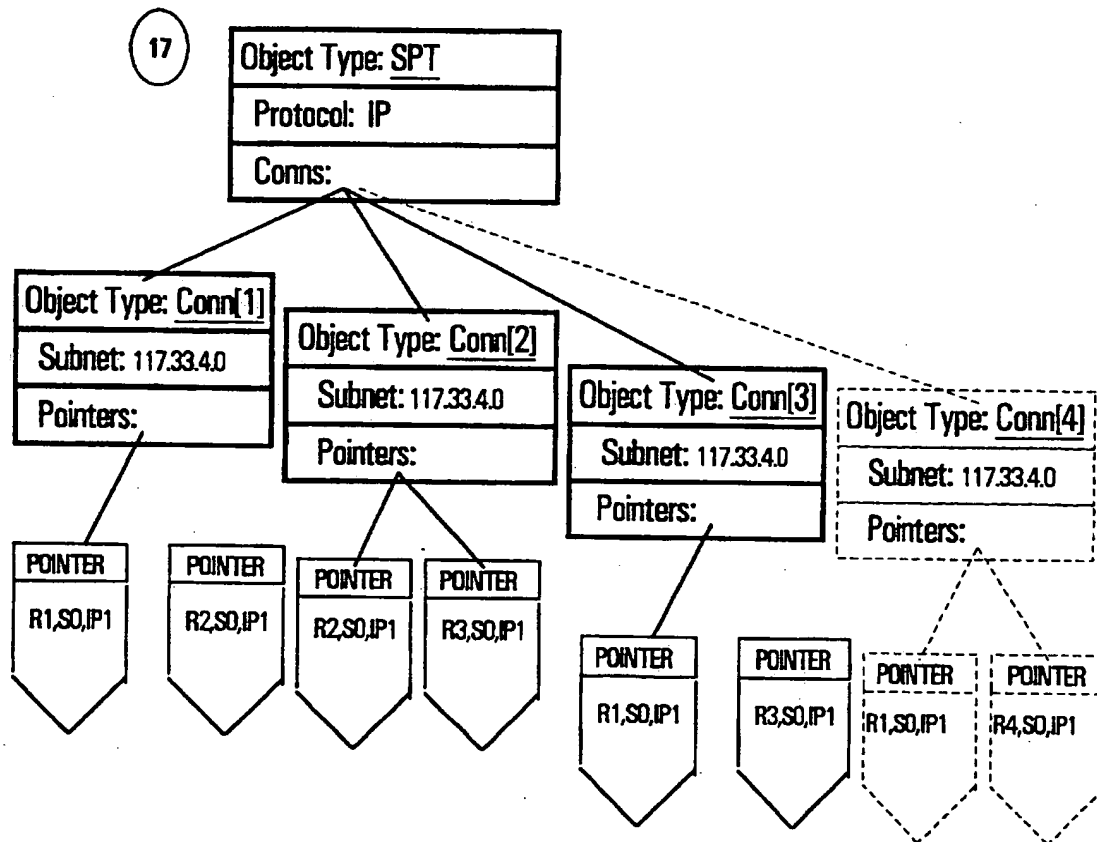 17
Object Type: SPT
Protocol: IP
Conns:
Object Type: Conn[1]
Subnet: 117.33.4.0
Pointers:
Object Type: Conn[2]
Subnet: 117.33.4.0
Pointers:
Object Type: Conn[3]
Subnet: 117.33.4.0
Pointers:
Object Type: Conn[4]
Subnet: 117.33.4.0
Pointers:
POINTER
R1,S0,IP1
POINTER
R2,S0,IP1
POINTER
R2,S0,IP1
POINTER
R3,S0,IP1
POINTER
R1,S0,IP1
POINTER
R3,S0,IP1
POINTER
R1,S0,IP1
POINTER
R4,S0,IP1